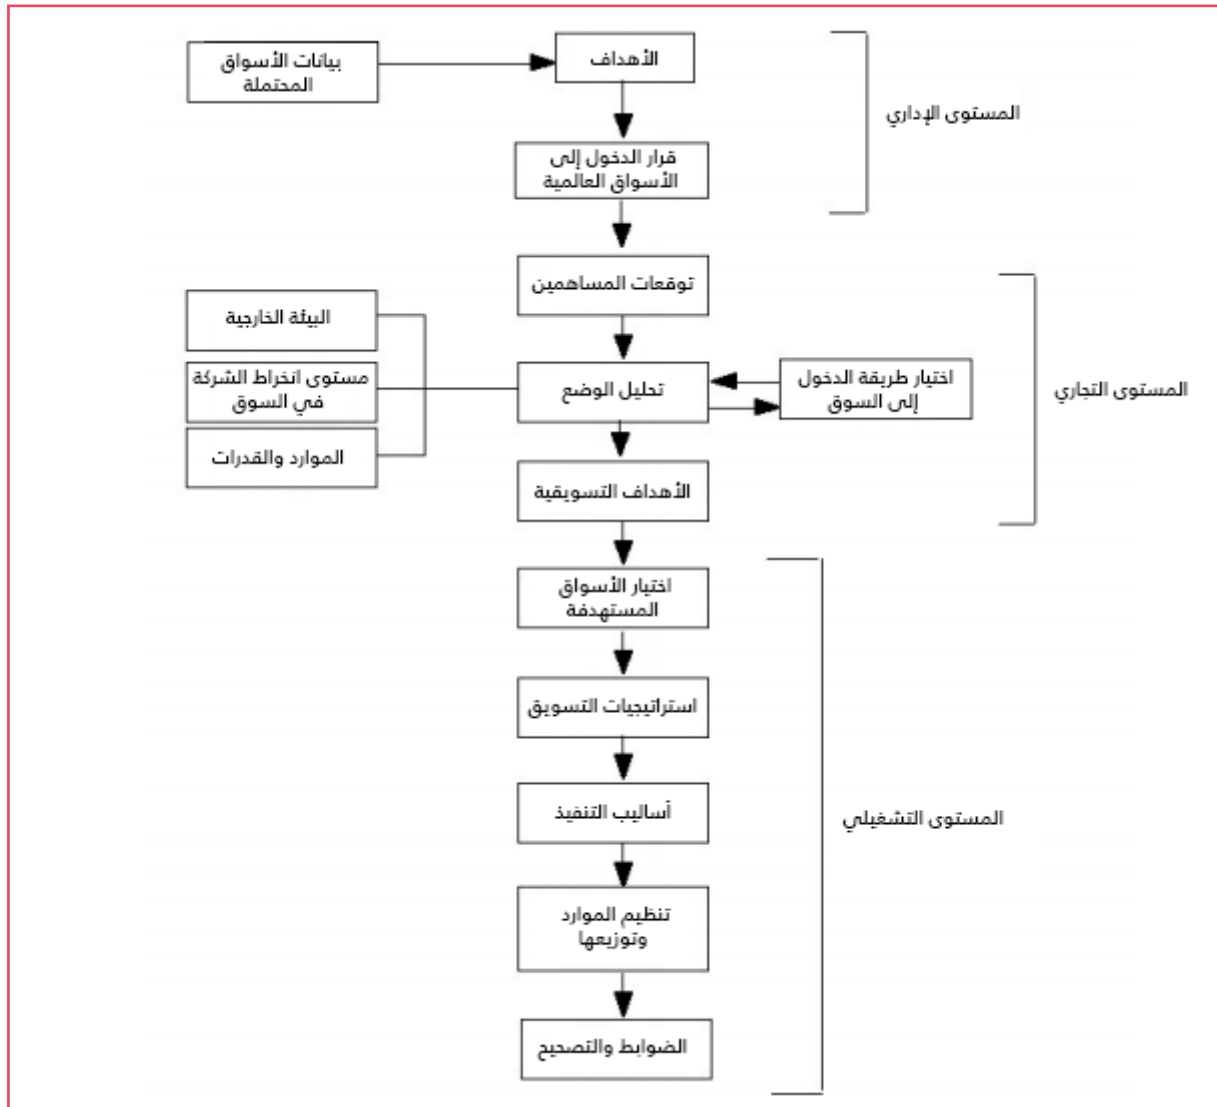 الأهداف
بيانات الأسواق
المحتملة
المستوى الإداري
قرار الدخول إلى
الأسواق العالمية
توقعات المساهمين
البيئة الخارجية
مستوى انخراط الشركة
في السوق
تحليل الوضع
اختيار طريقة الدخول
إلى السوق
المستوى التجاري
الموارد والقدرات
الأهداف التسويقية
اختيار الأسواق
المستهدفة
استراتيجيات التسويق
أساليب التنفيذ
المستوى التشغيلي
تنظيم الموارد
وتوزيعها
الضوابط والتصحيح